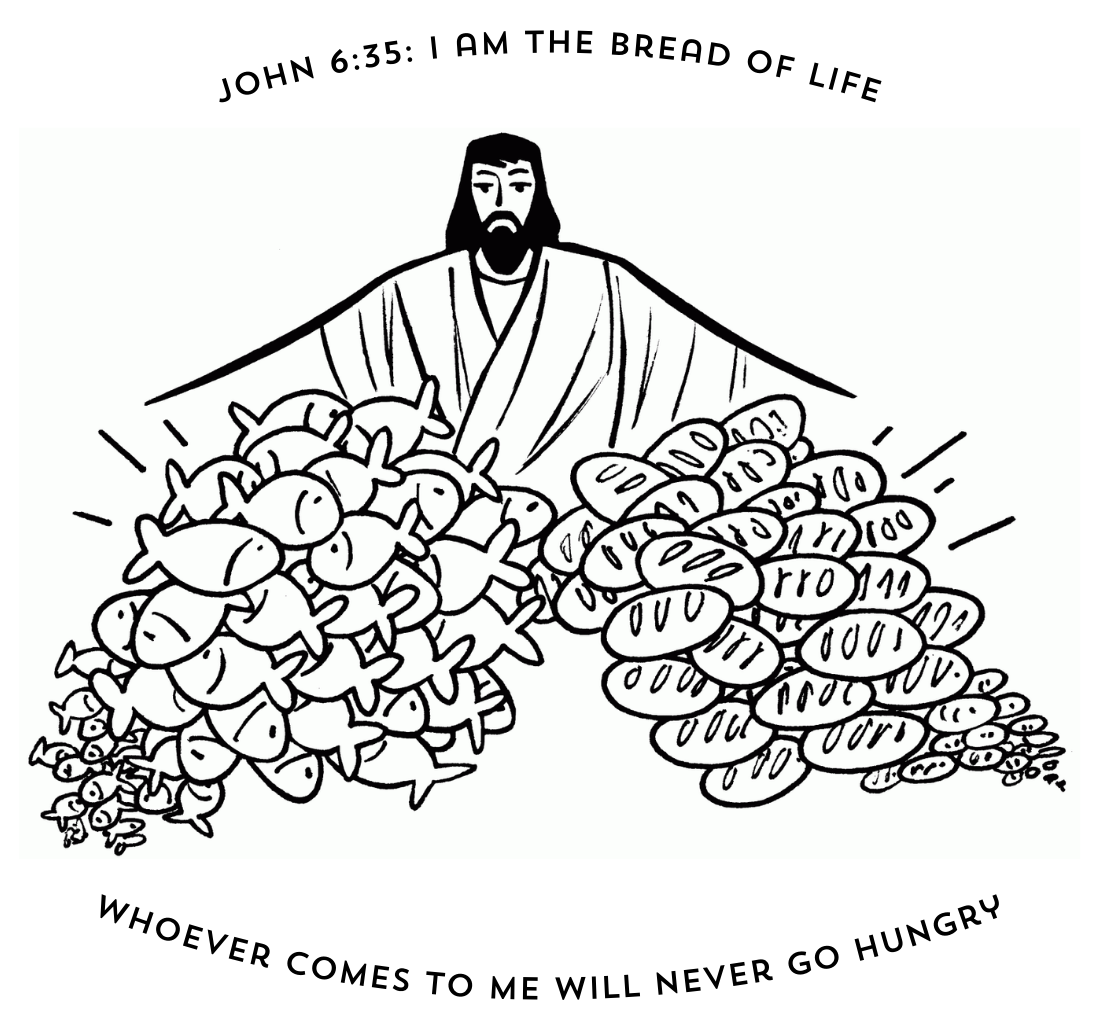 JOHN 6:35: I AM THE BREAD OF LIFE
WHOEVER COMES TO ME WILL NEVER GO HUNGRY